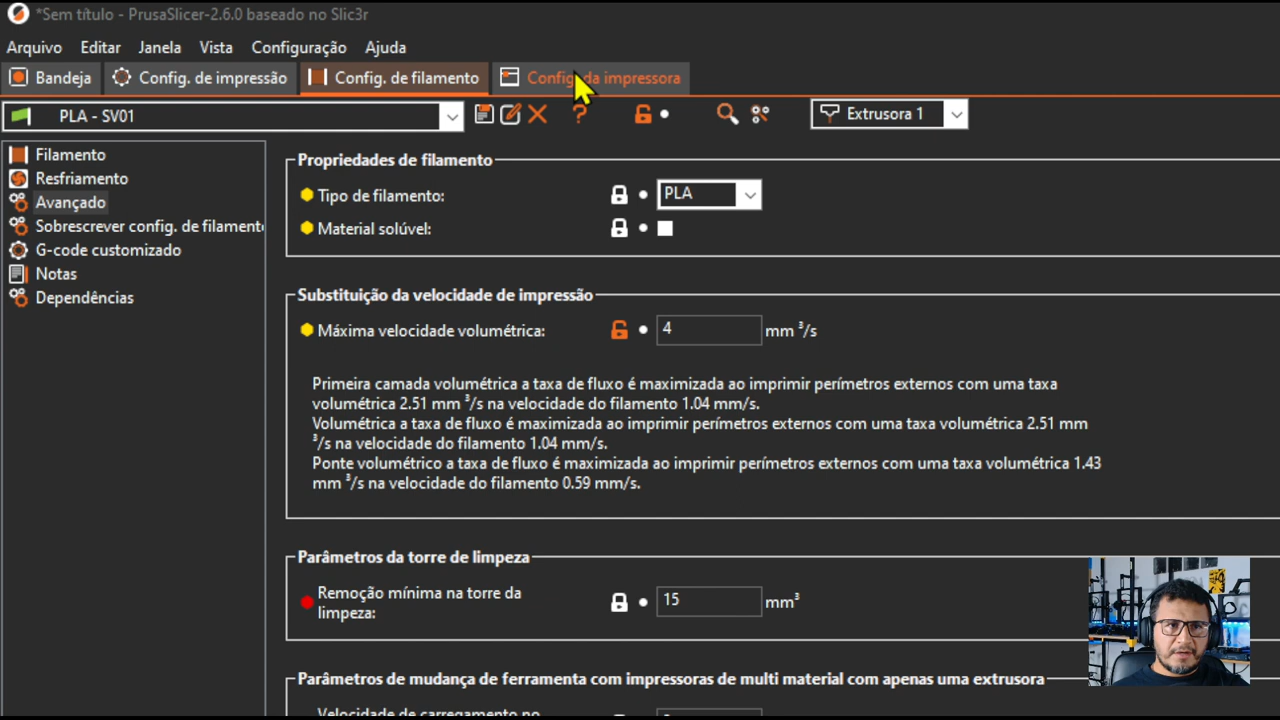 *Sem título - PrusaSlicer-2.6.0 baseado no Slic3r
Arquivo Editar Janela Vista Configuração Ajuda
Bandeja Config. de impressão Config. de filamento Config. da impressora
PLA - SV01 ? Extrusora 1
Filamento
Resfriamento
Avançado
Sobrescrever config. de filament
G-code customizado
Notas
Dependências
Propriedades de filamento
Tipo de filamento: PLA
Material solúvel:
Substituição da velocidade de impressão
Máxima velocidade volumétrica: 4 mm ³/s
Primeira camada volumétrica a taxa de fluxo é maximizada ao imprimir perímetros externos com uma taxa
volumétrica 2.51 mm ³/s na velocidade do filamento 1.04 mm/s.
Volumétrica a taxa de fluxo é maximizada ao imprimir perímetros externos com uma taxa volumétrica 2.51 mm
³/s na velocidade do filamento 1.04 mm/s.
Ponte volumétrico a taxa de fluxo é maximizada ao imprimir perímetros externos com uma taxa volumétrica 1.43
mm ³/s na velocidade do filamento 0.59 mm/s.
Parâmetros da torre de limpeza
Remoção mínima na torre da
limpeza: 15 mm³
Parâmetros de mudança de ferramenta com impressoras de multi material com apenas uma extrusora
Velocidade de carregamento no